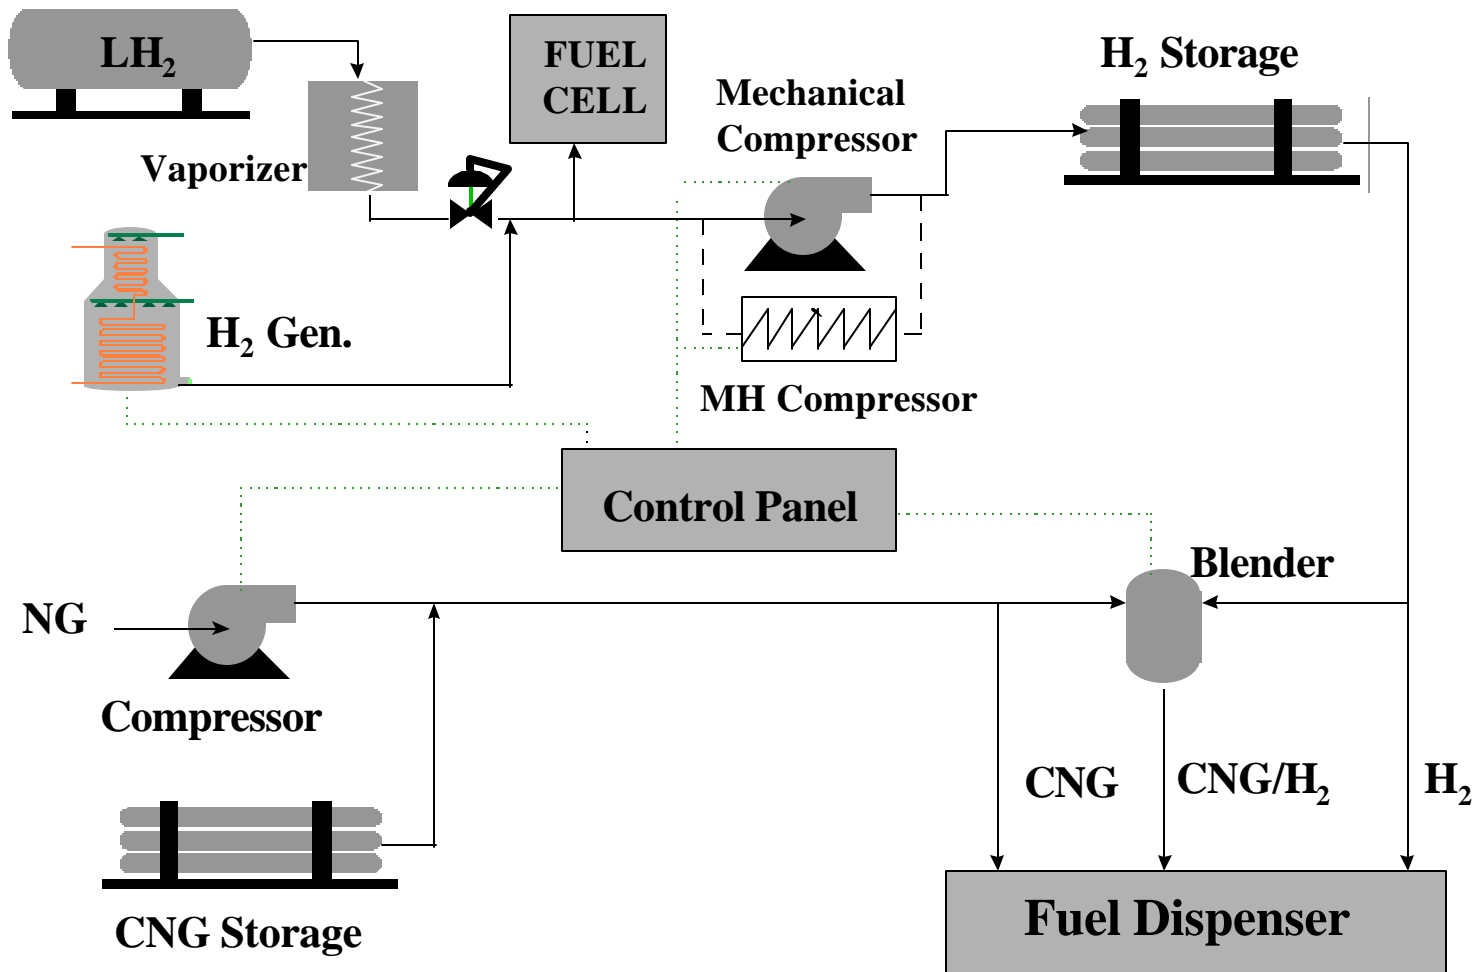 LH₂
FUEL
CELL
H₂ Storage
Mechanical
Compressor
Vaporizer
H₂ Gen.
MH Compressor
Control Panel
Blender
NG
Compressor
CNG
CNG/H₂
H₂
CNG Storage
Fuel Dispenser